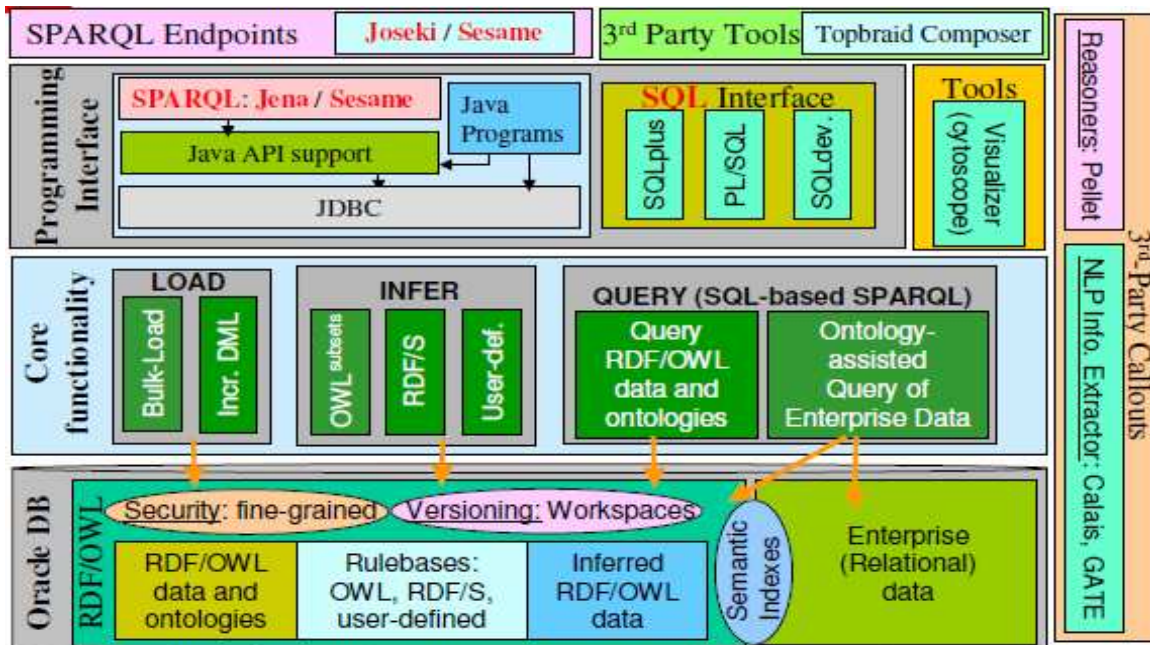 SPARQL Endpoints
Joseki / Sesame
3rd Party Tools
Topbraid Composer
Programming
Interface
SPARQL: Jena / Sesame
Java API support
Java
Programs
JDBC
SQL Interface
SQLplus
PL/SQL
SQLdev.
Tools
Visualizer
(cytoscope)
Reasoners: Pellet
3rd-Party Callouts
NLP Info. Extractor: Calais, GATE
Core
functionality
LOAD
Bulk-Load
Incr. DML
INFER
OWL subsets
RDF/S
User-def.
QUERY (SQL-based SPARQL)
Query
RDF/OWL
data and
ontologies
Ontology-
assisted
Query of
Enterprise Data
Oracle DB
RDF/OWL
Security: fine-grained
Versioning: Workspaces
RDF/OWL
data and
ontologies
Rulebases:
OWL, RDF/S,
user-defined
Inferred
RDF/OWL
data
Semantic
Indexes
Enterprise
(Relational)
data